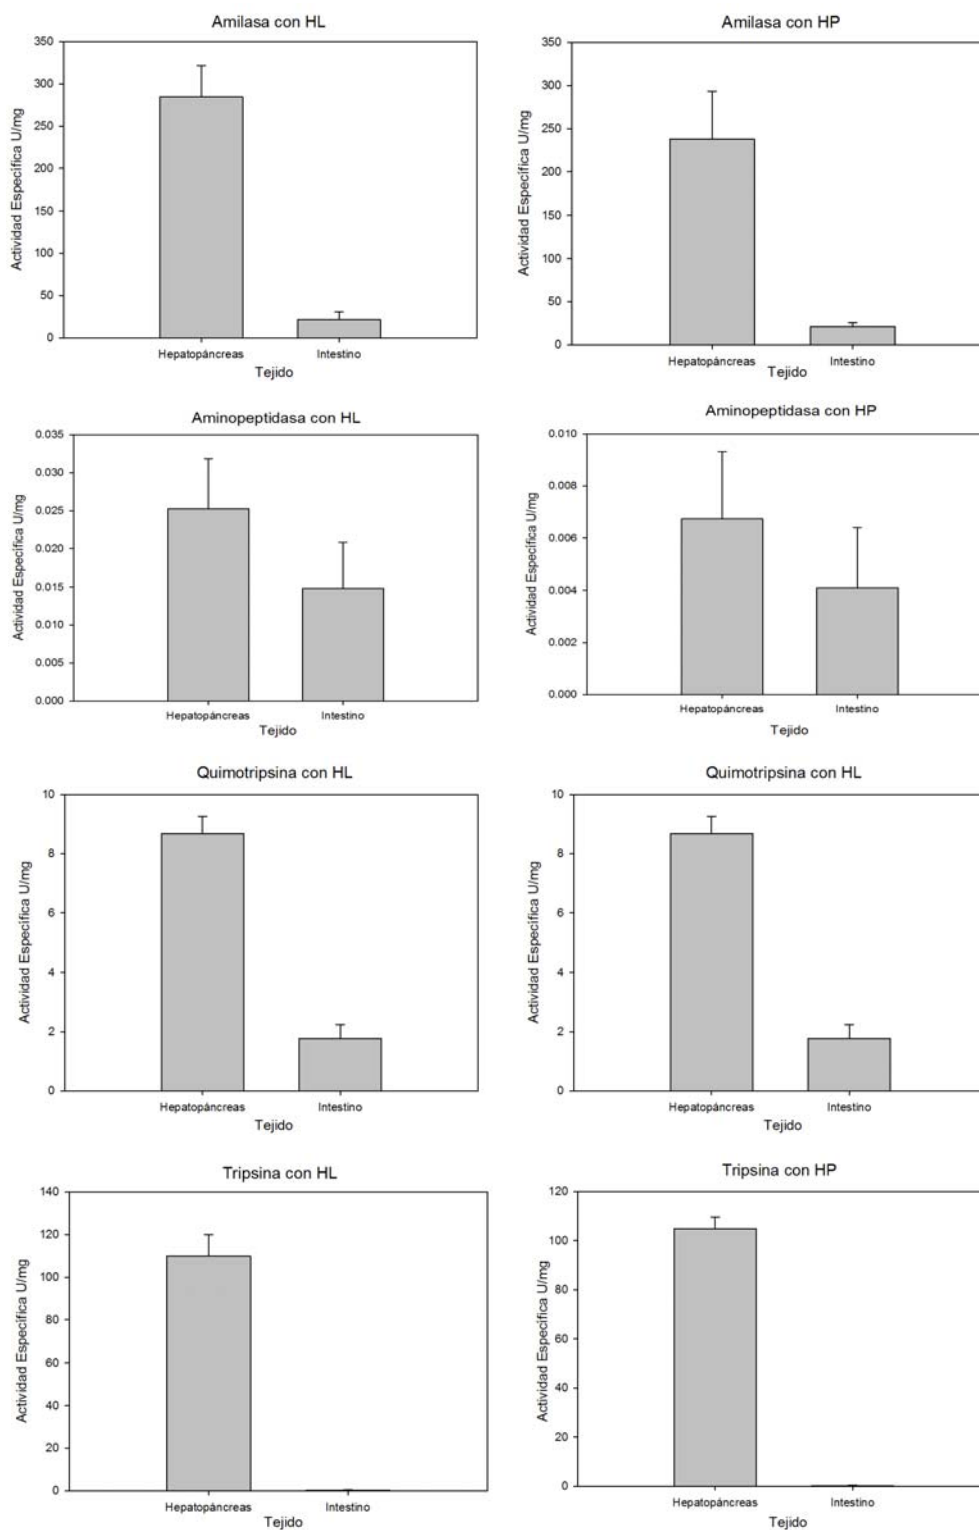 Amilasa con HL
350
300
250
200
150
100
50
0
Actividad Específica U/mg
Hepatopáncreas Intestino
Tejido
Amilasa con HP
350
300
250
200
150
100
50
0
Actividad Específica U/mg
Hepatopáncreas Intestino
Tejido
Aminopeptidasa con HL
0.035
0.030
0.025
0.020
0.015
0.010
0.005
0.000
Actividad Específica U/mg
Hepatopáncreas Intestino
Tejido
Aminopeptidasa con HP
0.010
0.008
0.006
0.004
0.002
0.000
Actividad Específica U/mg
Hepatopáncreas Intestino
Tejido
Quimotripsina con HL
10
8
6
4
2
0
Actividad Específica U/mg
Hepatopáncreas Intestino
Tejido
Quimotripsina con HL
10
8
6
4
2
0
Actividad Específica U/mg
Hepatopáncreas Intestino
Tejido
Tripsina con HL
140
120
100
80
60
40
20
0
Actividad Específica U/mg
Hepatopáncreas Intestino
Tejido
Tripsina con HP
120
100
80
60
40
20
0
Actividad Específica U/mg
Hepatopáncreas Intestino
Tejido